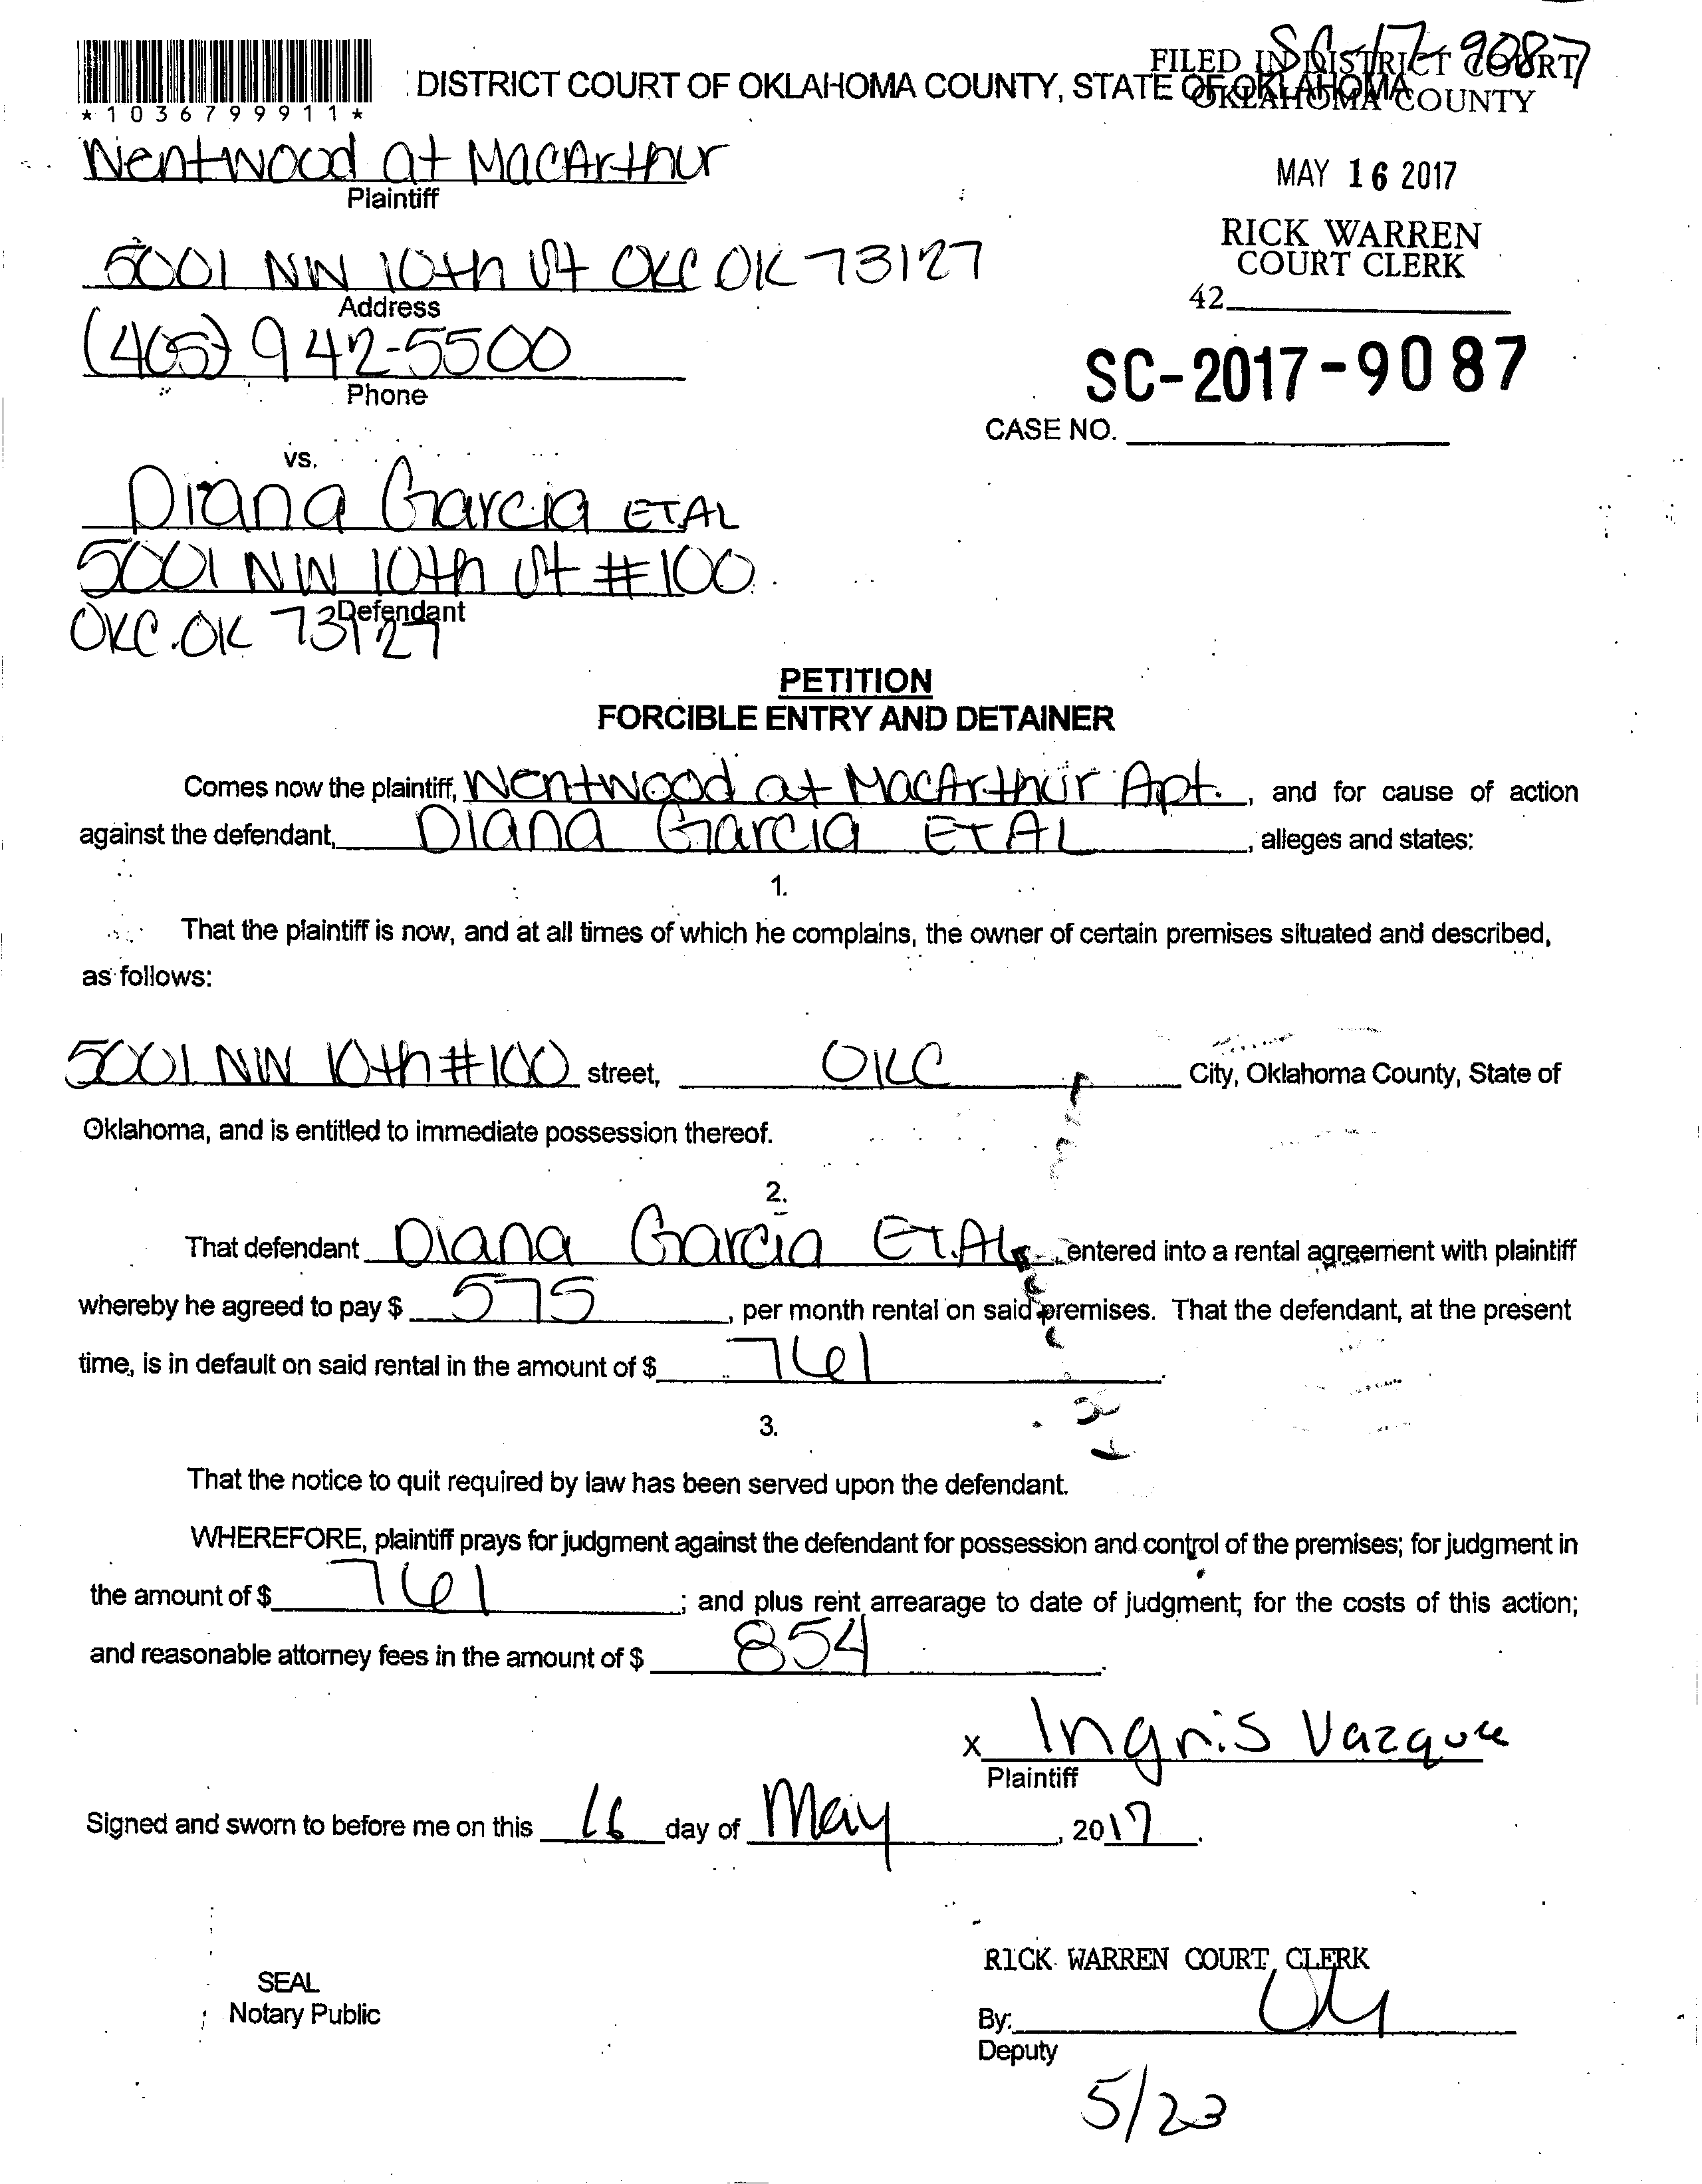 SC-17-9087
FILED IN DISTRICT COURT
DISTRICT COURT OF OKLAHOMA COUNTY, STATE OF OKLAHOMA
OKLAHOMA COUNTY
*1036799911*
Wentwood at MacArthur
Plaintiff
MAY 16 2017
RICK WARREN
COURT CLERK
5001 NW 10th St OKC OK 73127
Address
42
(405) 942-5500
Phone
SC-2017-9087
CASE NO.
vs.
Diana Garcia ETAL
5001 NW 10th St #100
Defendant
OKC OK 73127
PETITION
FORCIBLE ENTRY AND DETAINER
Comes now the plaintiff, Wentwood at MacArthur Apt., and for cause of action
against the defendant, Diana Garcia ETAL, alleges and states:
1.
That the plaintiff is now, and at all times of which he complains, the owner of certain premises situated and described,
as follows:
5001 NW 10th #100 street, OKC City, Oklahoma County, State of
Oklahoma, and is entitled to immediate possession thereof.
2.
That defendant Diana Garcia ET.AL entered into a rental agreement with plaintiff
whereby he agreed to pay $ 575, per month rental on said premises. That the defendant, at the present
time, is in default on said rental in the amount of $ 761.
3.
That the notice to quit required by law has been served upon the defendant.
WHEREFORE, plaintiff prays for judgment against the defendant for possession and control of the premises; for judgment in
the amount of $ 761; and plus rent arrearage to date of judgment; for the costs of this action;
and reasonable attorney fees in the amount of $ 854.
x Ingris Vazquez
Plaintiff
Signed and sworn to before me on this 16 day of May, 2017.
RICK WARREN COURT CLERK
SEAL
Notary Public
By:
Deputy
5/23